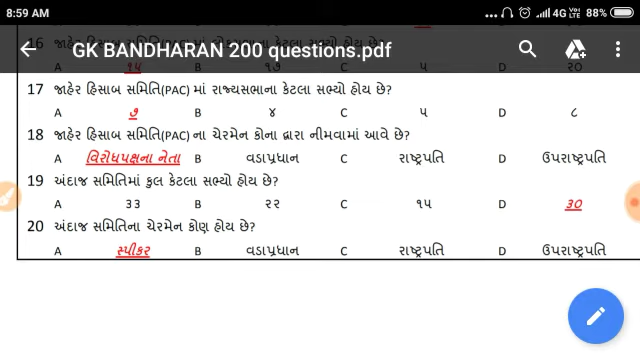 8:59 AM ... 4G VoLTE 88%
GK BANDHARAN 200 questions.pdf
A ૧૫ B ૧૭ C ૫ D ૨૦
17 જાહેર હિસાબ સમિતિ(PAC) માં રાજ્યસભાના કેટલા સભ્યો હોય છે?
A ૭ B ૪ C ૫ D ૮
18 જાહેર હિસાબ સમિતિ(PAC) ના ચેરમેન કોના દ્વારા નીમવામાં આવે છે?
A વિરોધપક્ષના નેતા B વડાપ્રધાન C રાષ્ટ્રપતિ D ઉપરાષ્ટ્રપતિ
19 અંદાજ સમિતિમાં કુલ કેટલા સભ્યો હોય છે?
A ૩૩ B ૨૨ C ૧૫ D ૩૦
20 અંદાજ સમિતિના ચેરમેન કોણ હોય છે?
A સ્પીકર B વડાપ્રધાન C રાષ્ટ્રપતિ D ઉપરાષ્ટ્રપતિ